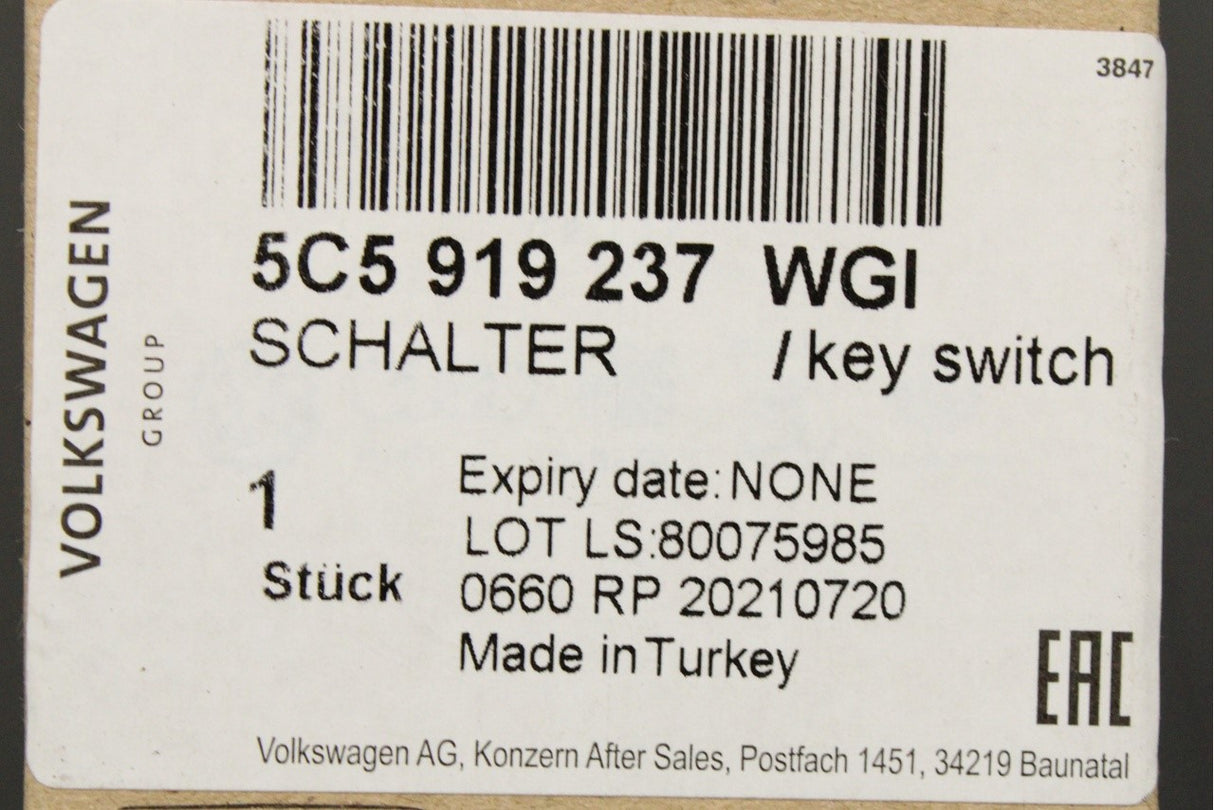 3847
5C5 919 237 WGI
SCHALTER / key switch
VOLKSWAGEN
GROUP
1
Stück
Expiry date: NONE
LOT LS:80075985
0660 RP 20210720
Made in Turkey
EAC
Volkswagen AG, Konzern After Sales, Postfach 1451, 34219 Baunatal